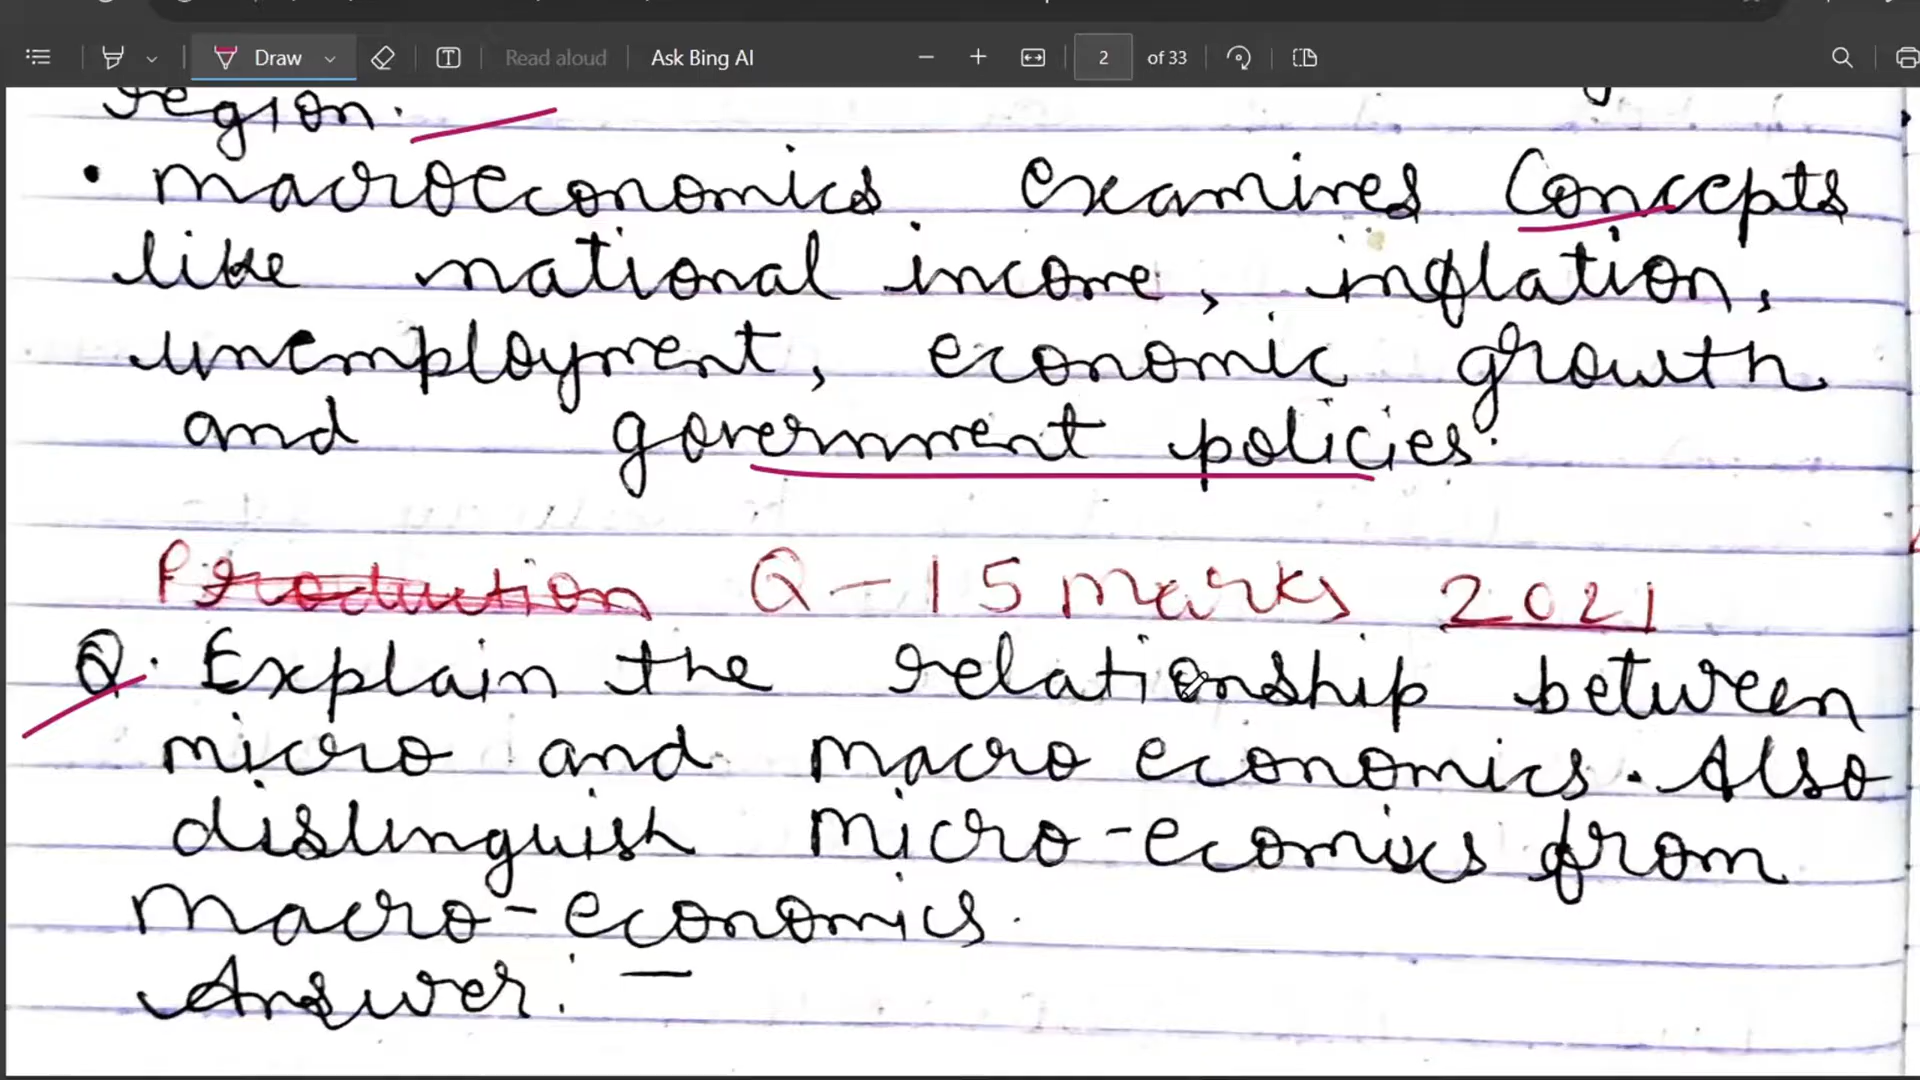 Draw
Read aloud
Ask Bing AI
2 of 33
region.
• macroeconomics examines Concepts
like national income, inflation,
unemployment, economic growth
and government policies.
Production Q-15 Marks 2021
Q. Explain the relationship between
micro and macro economics. Also
distinguish micro-ecomics from
macro-economics.
Answer:-